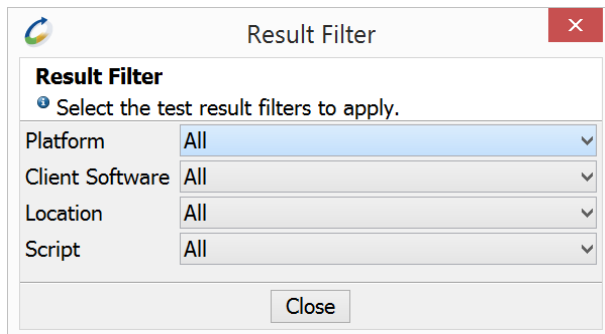 Result Filter
Result Filter
Select the test result filters to apply.
Platform All
Client Software All
Location All
Script All
Close